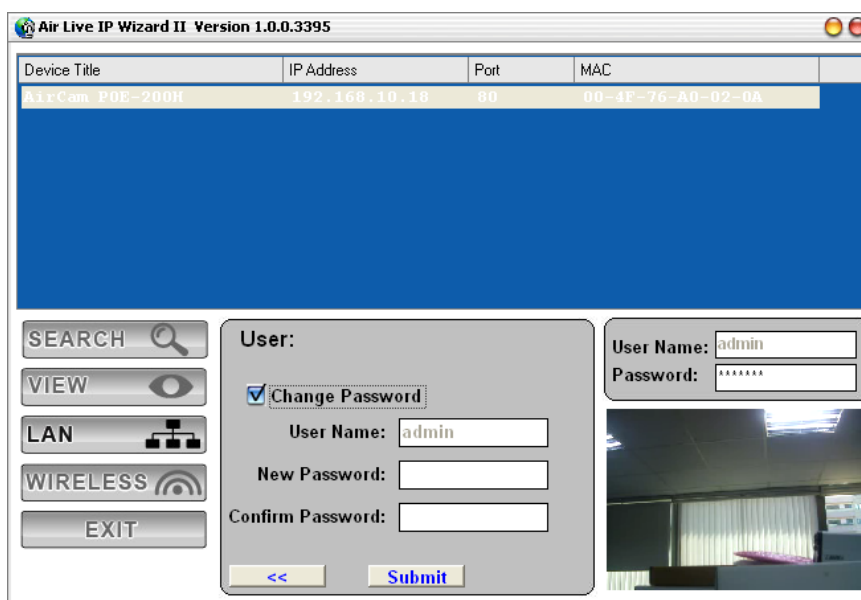 Air Live IP Wizard II Version 1.0.0.3395
Device Title IP Address Port MAC
AirCam POE-200H 192.168.10.18 80 00-4F-76-A0-02-0A
SEARCH
VIEW
LAN
WIRELESS
EXIT
User:
Change Password
User Name: admin
New Password:
Confirm Password:
<< Submit
User Name: admin
Password: *******